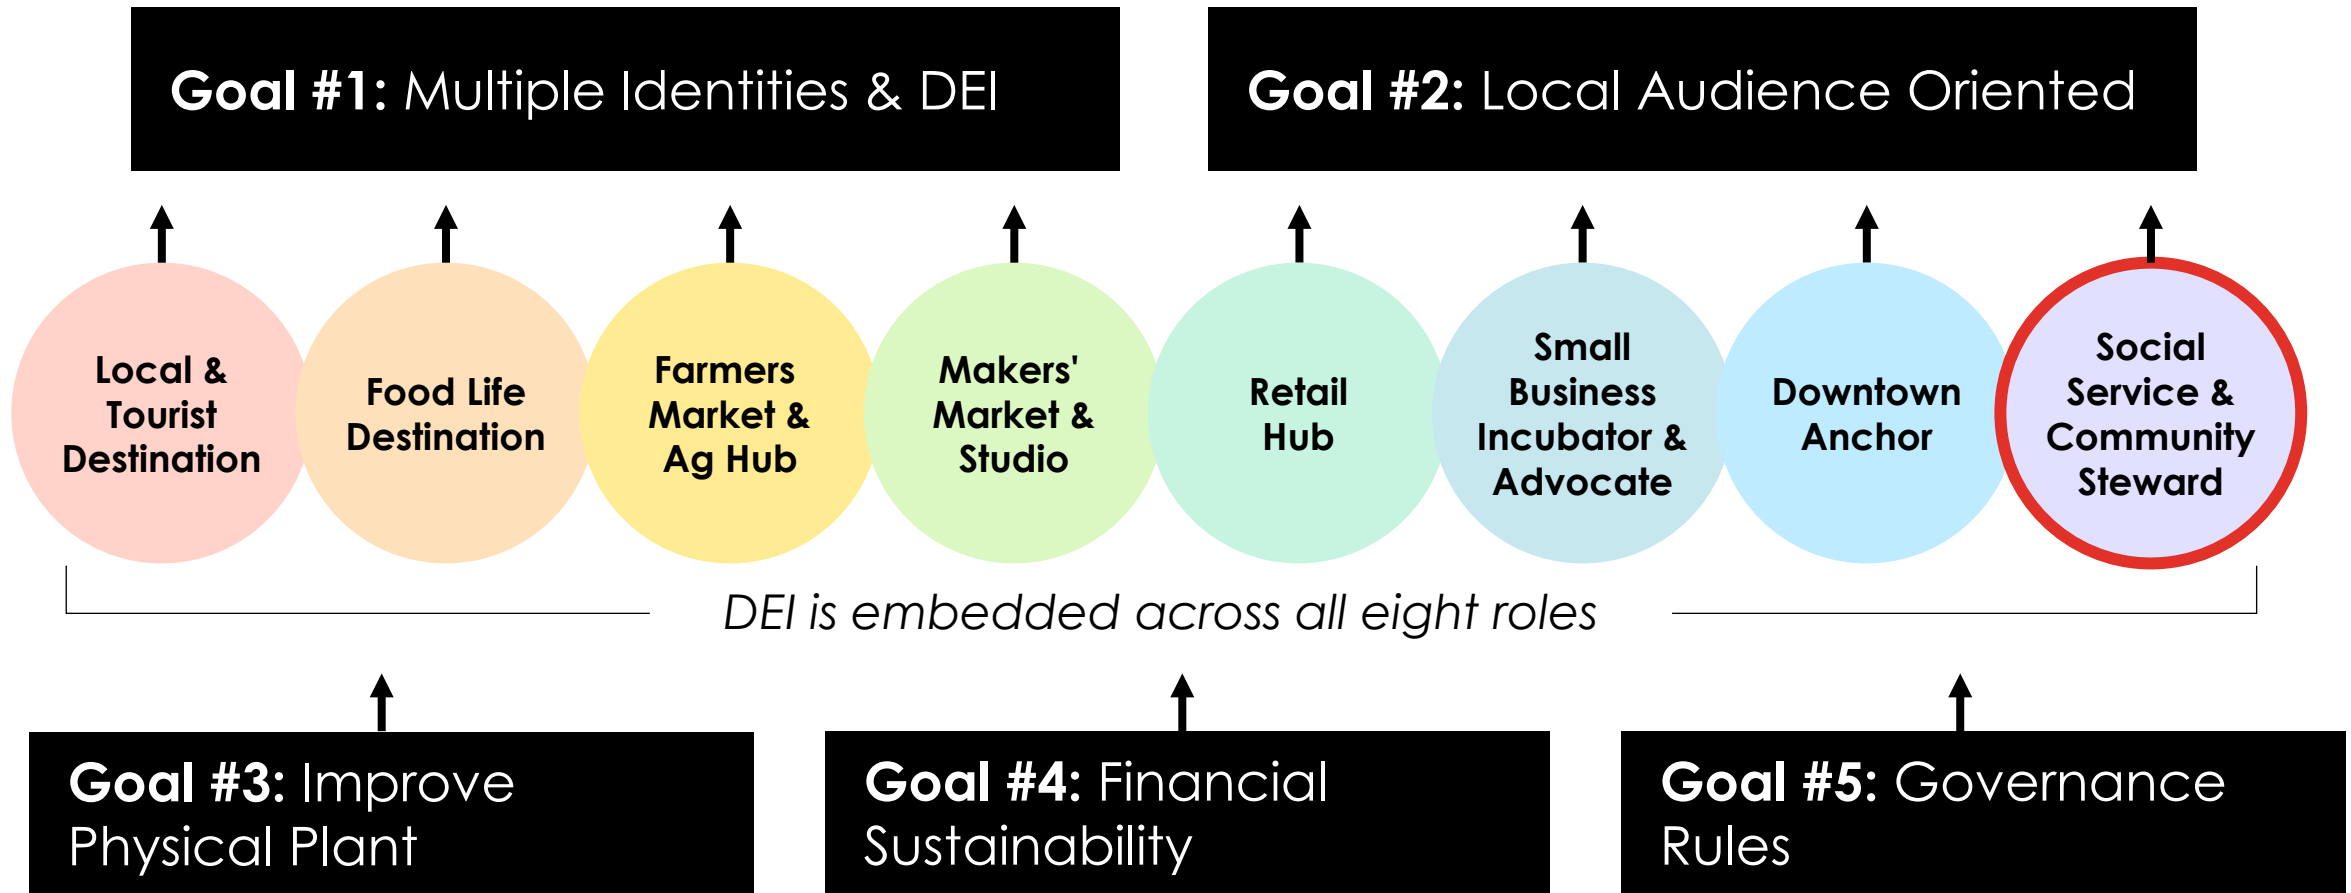 Goal #1: Multiple Identities & DEI
Goal #2: Local Audience Oriented
Local &
Tourist
Destination
Food Life
Destination
Farmers
Market &
Ag Hub
Makers'
Market &
Studio
Retail
Hub
Small
Business
Incubator &
Advocate
Downtown
Anchor
Social
Service &
Community
Steward
DEI is embedded across all eight roles
Goal #3: Improve
Physical Plant
Goal #4: Financial
Sustainability
Goal #5: Governance
Rules